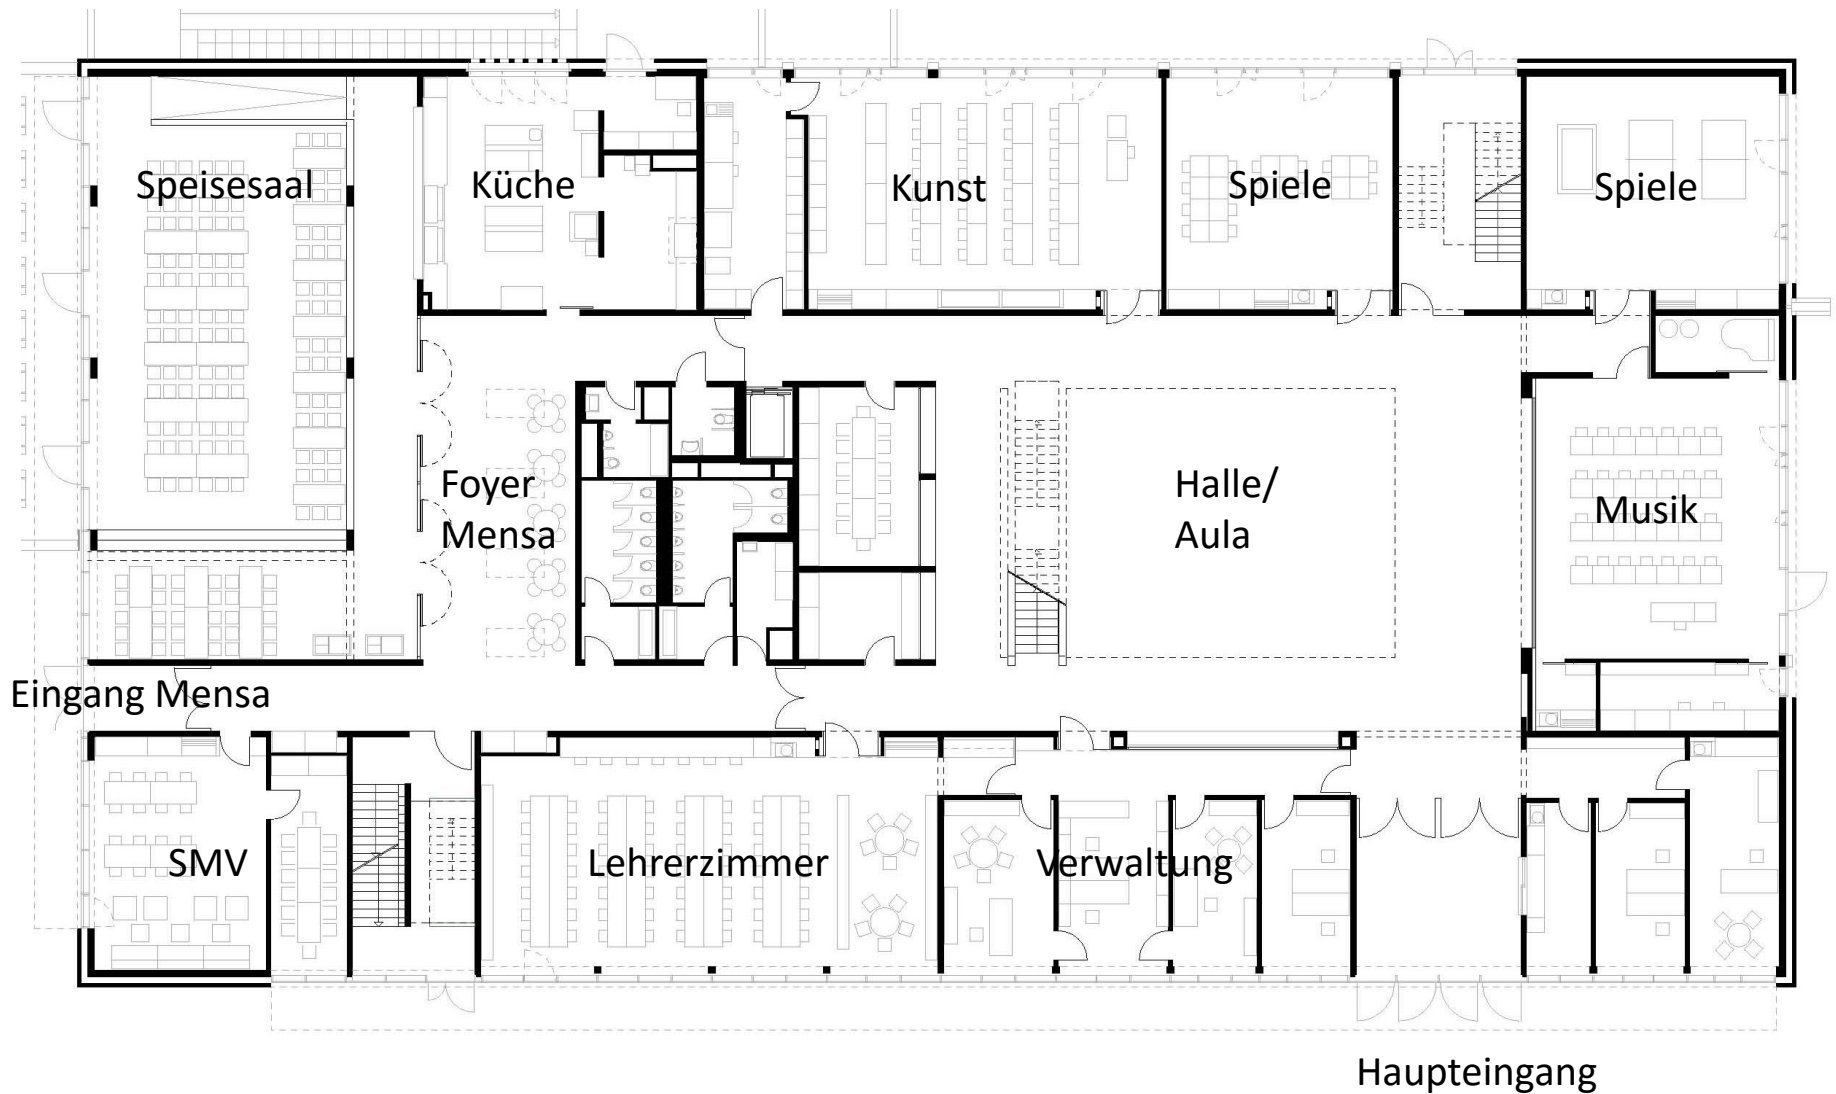 Speisesaal
Küche
Kunst
Spiele
Spiele
Foyer
Mensa
Halle/
Aula
Musik
Eingang Mensa
SMV
Lehrerzimmer
Verwaltung
Haupteingang